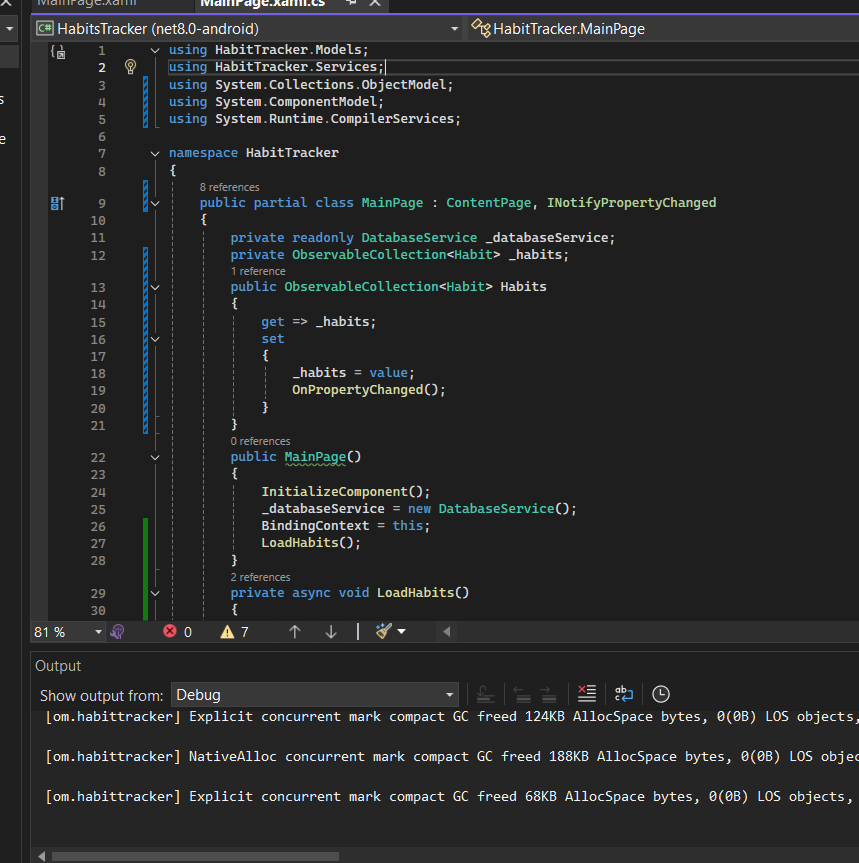 MainPage.xaml
MainPage.xaml.cs
C# HabitsTracker (net8.0-android)
HabitTracker.MainPage
1 using HabitTracker.Models;
2 using HabitTracker.Services;
3 using System.Collections.ObjectModel;
4 using System.ComponentModel;
5 using System.Runtime.CompilerServices;
6
7 namespace HabitTracker
8 {
8 references
9 public partial class MainPage : ContentPage, INotifyPropertyChanged
10 {
11 private readonly DatabaseService _databaseService;
12 private ObservableCollection<Habit> _habits;
1 reference
13 public ObservableCollection<Habit> Habits
14 {
15 get => _habits;
16 set
17 {
18 _habits = value;
19 OnPropertyChanged();
20 }
21 }
0 references
22 public MainPage()
23 {
24 InitializeComponent();
25 _databaseService = new DatabaseService();
26 BindingContext = this;
27 LoadHabits();
28 }
2 references
29 private async void LoadHabits()
30 {
81 % 0 7
Output
Show output from: Debug
[om.habittracker] Explicit concurrent mark compact GC freed 124KB AllocSpace bytes, 0(0B) LOS objects,
[om.habittracker] NativeAlloc concurrent mark compact GC freed 188KB AllocSpace bytes, 0(0B) LOS objec
[om.habittracker] Explicit concurrent mark compact GC freed 68KB AllocSpace bytes, 0(0B) LOS objects,